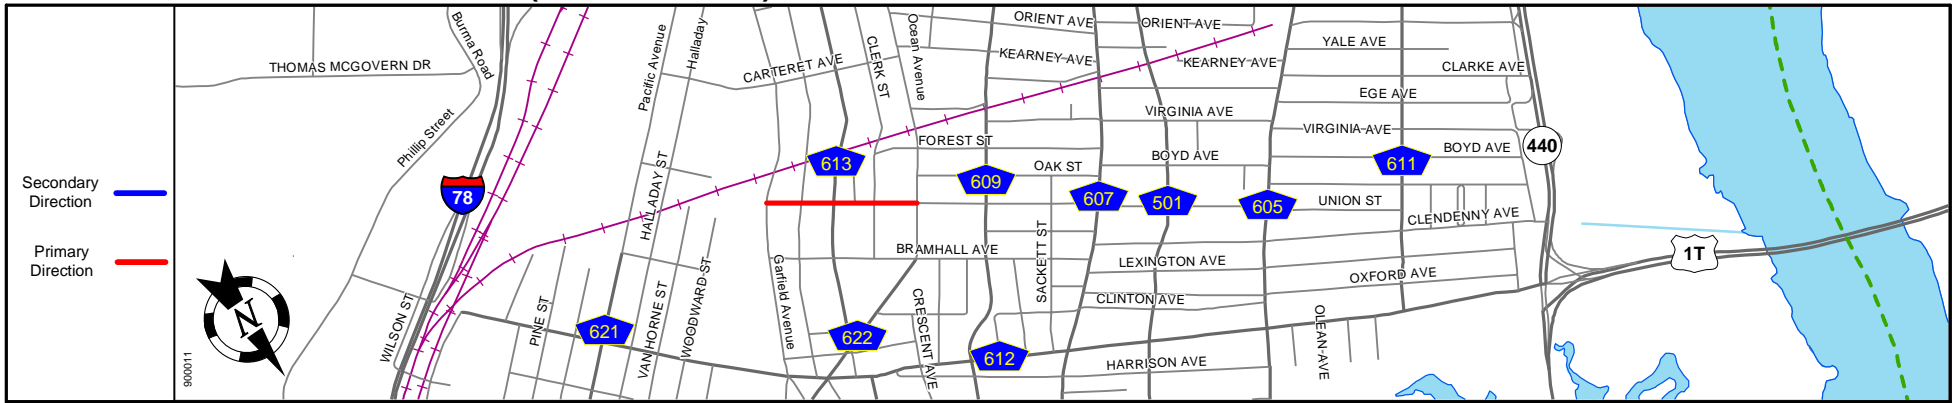 Secondary
Direction
Primary
Direction
THOMAS MCGOVERN DR
Burma Road
Phillip Street
78
WILSON ST
900011
N
Pacific Avenue
Halladay
HALLADAY ST
PINE ST
621
VAN HORNE ST
WOODWARD ST
CARTERET AVE
CLERK ST
Ocean Avenue
613
Garfield Avenue
622
CRESCENT AVE
FOREST ST
OAK ST
609
BRAMHALL AVE
SACKETT ST
612
ORIENT AVE
ORIENT AVE
KEARNEY AVE
KEARNEY AVE
VIRGINIA AVE
BOYD AVE
607
501
605
LEXINGTON AVE
CLINTON AVE
HARRISON AVE
YALE AVE
CLARKE AVE
EGE AVE
VIRGINIA AVE
BOYD AVE
611
UNION ST
CLENDENNY AVE
OXFORD AVE
OLEAN-AVE
440
1T